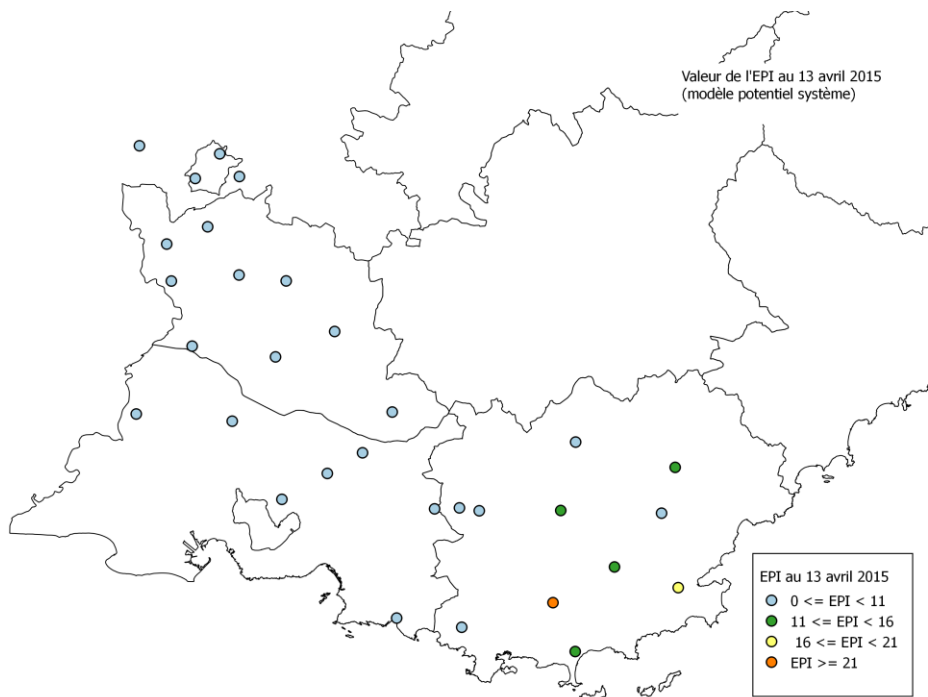 Valeur de l'EPI au 13 avril 2015
(modèle potentiel système)
EPI au 13 avril 2015
0 <= EPI < 11
11 <= EPI < 16
16 <= EPI < 21
EPI >= 21